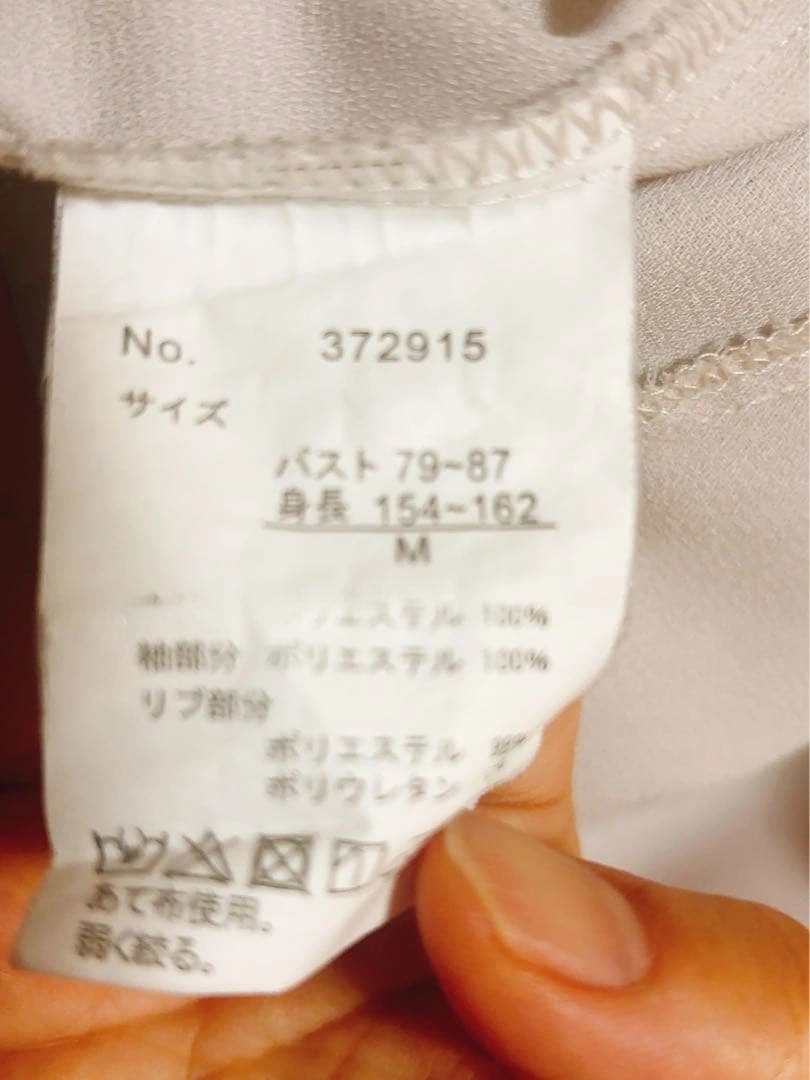 No. 372915
サイズ
バスト 79~87
身長 154~162
M
ポリエステル 100%
袖部分 ポリエステル 100%
リブ部分
ポリエステル
ポリウレタン
あて布使用。
弱く絞る。